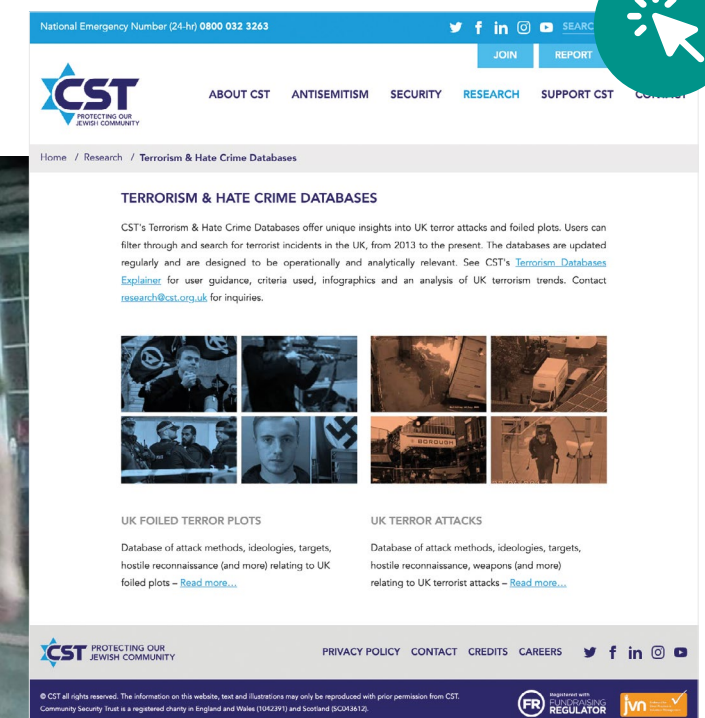 National Emergency Number (24-hr) 0800 032 3263
JOIN
REPORT
CST
PROTECTING OUR
JEWISH COMMUNITY
ABOUT CST
ANTISEMITISM
SECURITY
RESEARCH
SUPPORT CST
Home / Research / Terrorism & Hate Crime Databases
TERRORISM & HATE CRIME DATABASES
CST's Terrorism & Hate Crime Databases offer unique insights into UK terror attacks and foiled plots. Users can
filter through and search for terrorist incidents in the UK, from 2013 to the present. The databases are updated
regularly and are designed to be operationally and analytically relevant. See CST's Terrorism Databases
Explainer for user guidance, criteria used, infographics and an analysis of UK terrorism trends. Contact
research@cst.org.uk for inquiries.
BOROUGH
UK FOILED TERROR PLOTS
Database of attack methods, ideologies, targets,
hostile reconnaissance (and more) relating to UK
foiled plots – Read more...
UK TERROR ATTACKS
Database of attack methods, ideologies, targets,
hostile reconnaissance, weapons (and more)
relating to UK terrorist attacks – Read more...
CST PROTECTING OUR
JEWISH COMMUNITY
PRIVACY POLICY CONTACT CREDITS CAREERS
© CST all rights reserved. The information on this website, text and illustrations may only be reproduced with prior permission from CST.
Community Security Trust is a registered charity in England and Wales (1042391) and Scotland (SC043612).
FR
Registered with
FUNDRAISING
REGULATOR
jvn